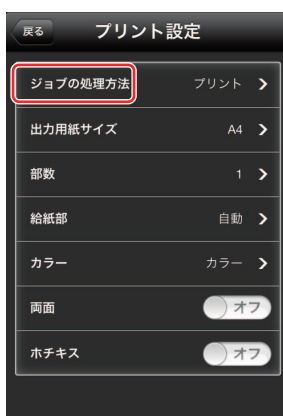 戻る プリント設定
ジョブの処理方法 プリント
出力用紙サイズ A4
部数 1
給紙部 自動
カラー カラー
両面 オフ
ホチキス オフ